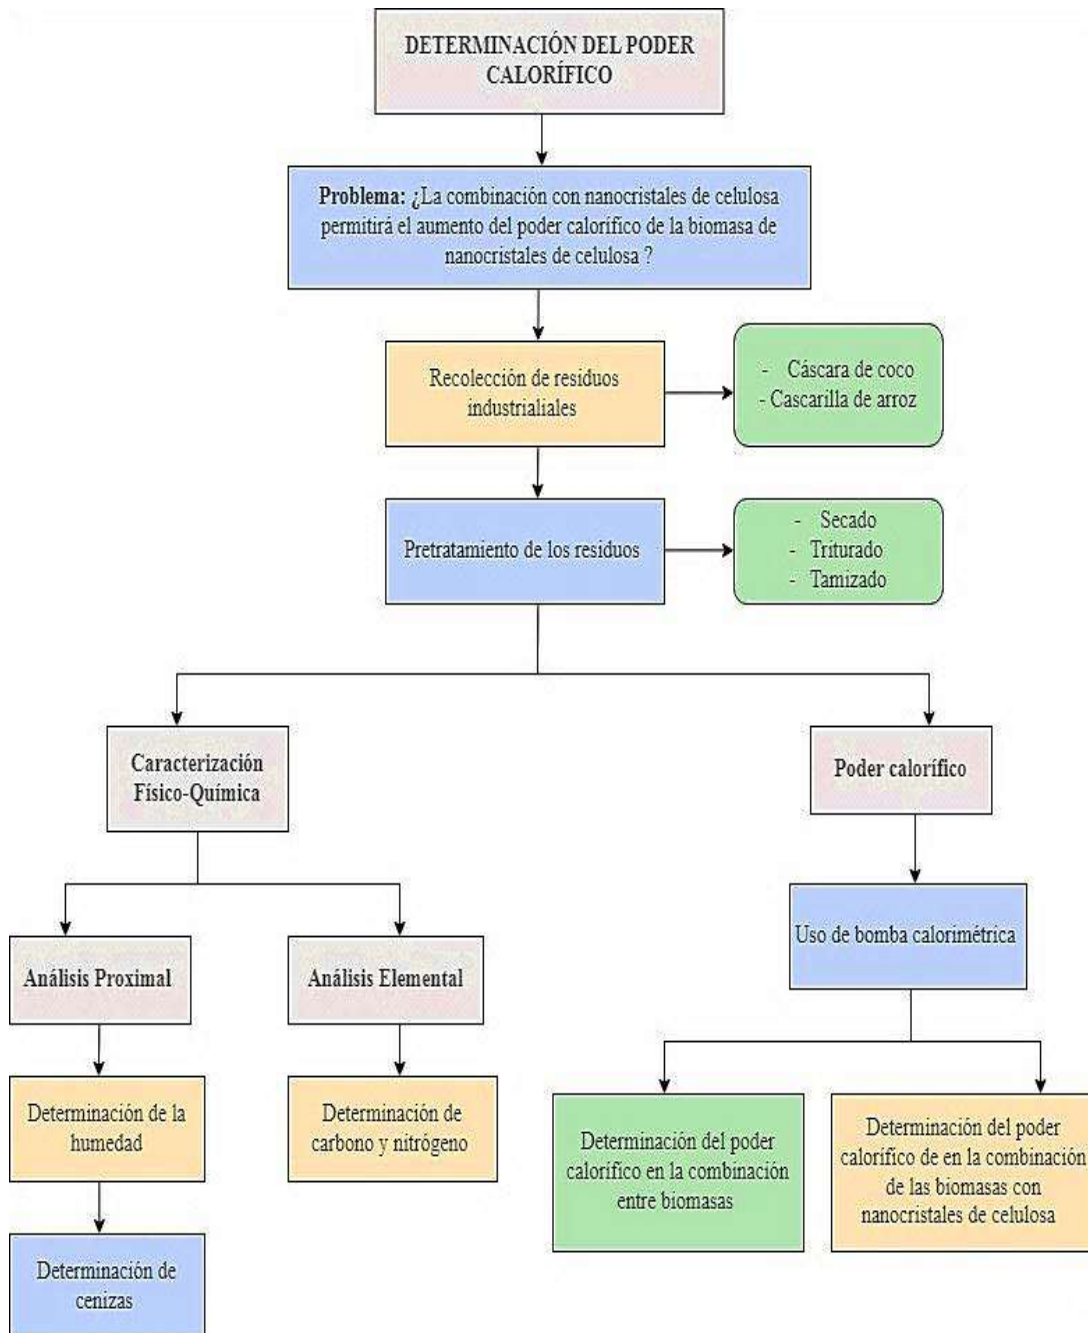 DETERMINACIÓN DEL PODER
CALORÍFICO
Problema: ¿La combinación con nanocristales de celulosa
permitirá el aumento del poder calorífico de la biomasa de
nanocristales de celulosa ?
Recolección de residuos
industrialiales
- Cáscara de coco
- Cascarilla de arroz
Pretratamiento de los residuos
- Secado
- Triturado
- Tamizado
Caracterización
Físico-Química
Poder calorífico
Análisis Proximal
Análisis Elemental
Uso de bomba calorimétrica
Determinación de la
humedad
Determinación de
carbono y nitrógeno
Determinación del poder
calorífico en la combinación
entre biomasas
Determinación del poder
calorífico de en la combinación
de las biomasas con
nanocristales de celulosa
Determinación de
cenizas